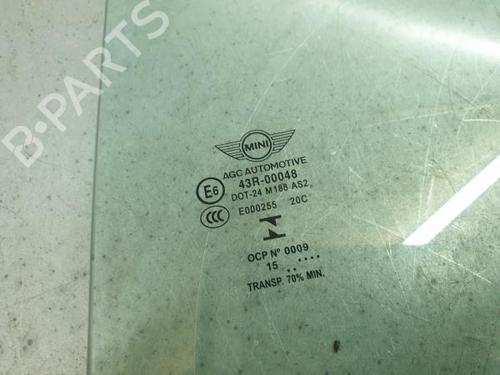 B-PARTS
MINI
AGC AUTOMOTIVE
43R-00048
E6
DOT-24 M188 AS2
CCC
E000255 20C
OCP Nº 0009
15 .. ....
TRANSP. 70% MIN.